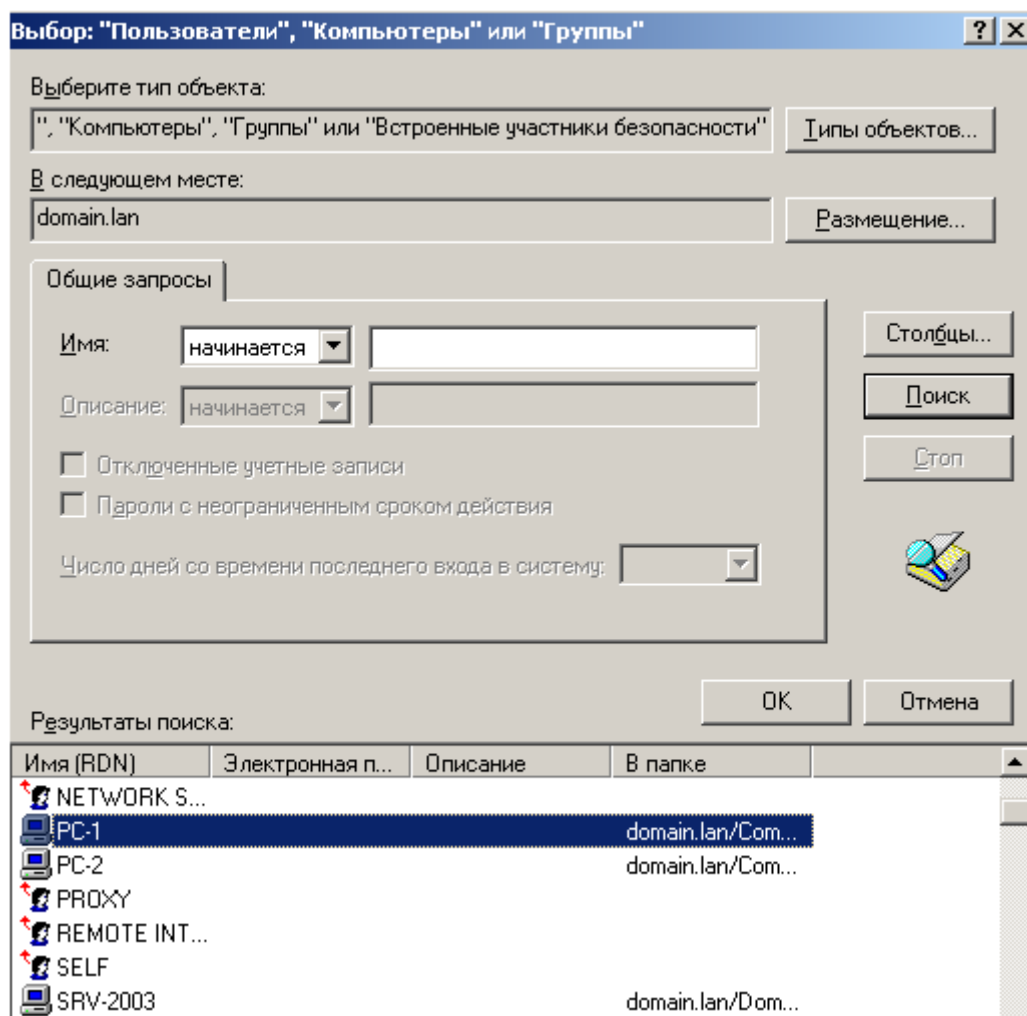 Выбор: "Пользователи", "Компьютеры" или "Группы"
Выберите тип объекта:
", "Компьютеры", "Группы" или "Встроенные участники безопасности"
Типы объектов...
В следующем месте:
domain.lan
Размещение...
Общие запросы
Имя: начинается
Столбцы...
Описание: начинается
Поиск
Отключенные учетные записи
Стоп
Пароли с неограниченным сроком действия
Число дней со времени последнего входа в систему:
OK Отмена
Результаты поиска:
Имя (RDN) Электронная п... Описание В папке
NETWORK S...
PC-1 domain.lan/Com...
PC-2 domain.lan/Com...
PROXY
REMOTE INT...
SELF
SRV-2003 domain.lan/Dom...